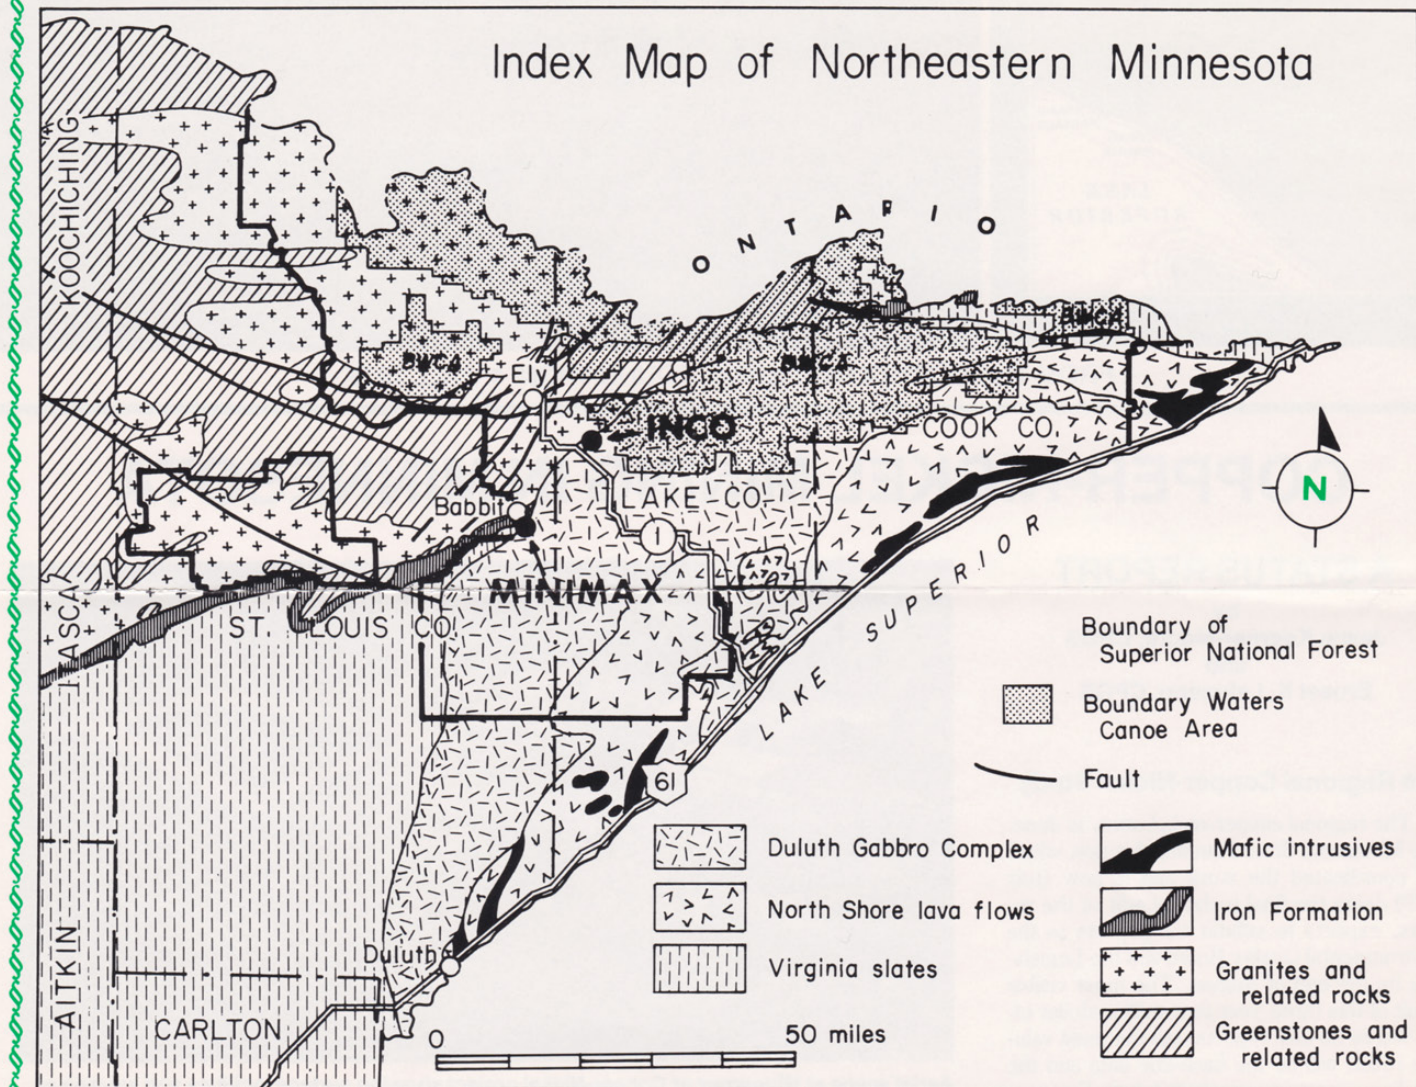 Index Map of Northeastern Minnesota
ONTARIO
KOOCHICHING
BWCA
BWCA
BWCA
Ely
INCO
COOK CO.
LAKE CO.
Babbit
N
1
MINIMAX
ITASCA
ST. LOUIS CO.
LAKE SUPERIOR
Boundary of
Superior National Forest
Boundary Waters
Canoe Area
Fault
61
Duluth Gabbro Complex
Mafic intrusives
North Shore lava flows
Iron Formation
Virginia slates
Granites and
related rocks
Greenstones and
related rocks
Duluth
AITKIN
CARLTON
0
50 miles